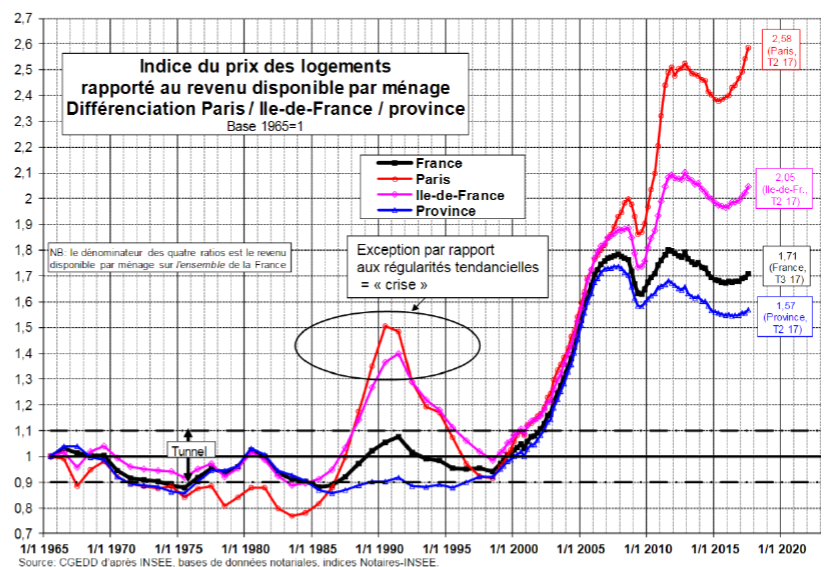 2,7
2,6
2,5
2,4
2,3
2,2
2,1
2
1,9
1,8
1,7
1,6
1,5
1,4
1,3
1,2
1,1
1
0,9
0,8
0,7
Indice du prix des logements
rapporté au revenu disponible par ménage
Différenciation Paris / Ile-de-France / province
Base 1965=1
France
Paris
Ile-de-France
Province
NB: le dénominateur des quatre ratios est le revenu
disponible par ménage sur l'ensemble de la France
Exception par rapport
aux régularités tendancielles
= « crise »
Tunnel
2,58
(Paris,
T2 17)
2,05
(Ile-de-Fr.,
T2 17)
1,71
(France,
T3 17)
1,57
(Province,
T2 17)
1/1 1965 1/1 1970 1/1 1975 1/1 1980 1/1 1985 1/1 1990 1/1 1995 1/1 2000 1/1 2005 1/1 2010 1/1 2015 1/1 2020
Source: CGEDD d'après INSEE, bases de données notariales, indices Notaires-INSEE.